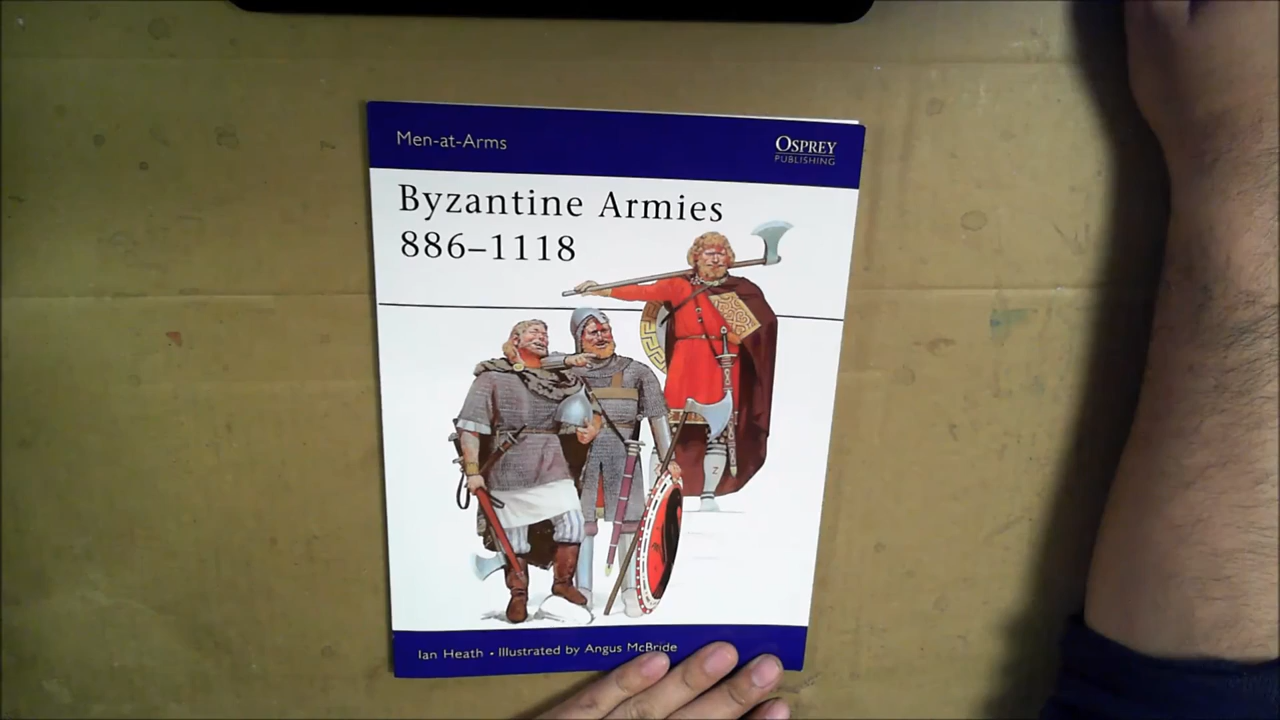 Men-at-Arms
OSPREY
PUBLISHING
Byzantine Armies
886–1118
Ian Heath • Illustrated by Angus McBride